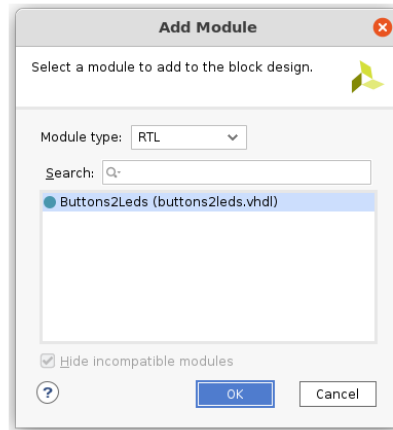 Add Module
Select a module to add to the block design.
Module type: RTL
Search:
Buttons2Leds (buttons2leds.vhdl)
Hide incompatible modules
? OK Cancel